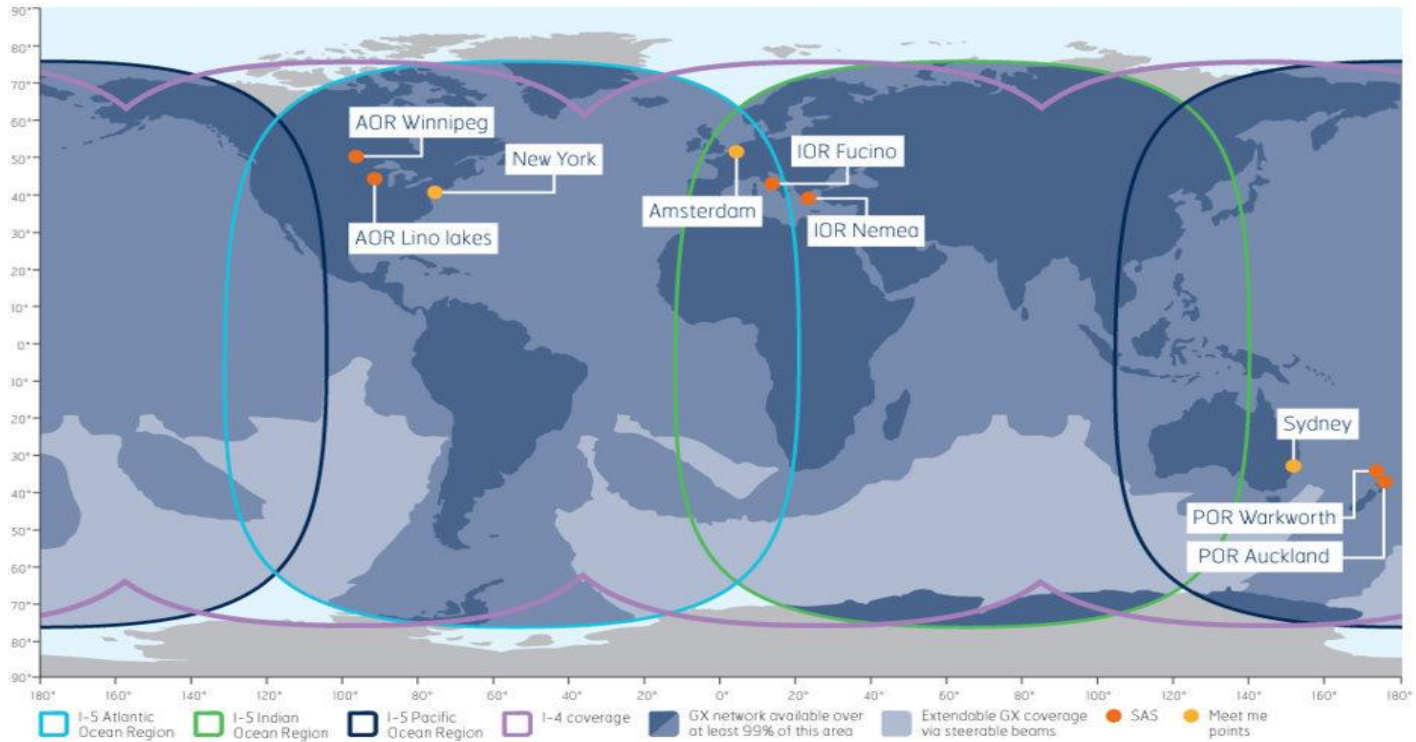 90°
80°
70°
60°
50°
40°
30°
20°
10°
0°
10°
20°
30°
40°
50°
60°
70°
80°
90°
AOR Winnipeg
New York
AOR Lino lakes
IOR Fucino
Amsterdam
IOR Nemea
Sydney
POR Warkworth
POR Auckland
180° 160° 140° 120° 100° 80° 60° 40° 20° 0° 20° 40° 60° 80° 100° 120° 140° 160° 180°
I-5 Atlantic
Ocean Region
I-5 Indian
Ocean Region
I-5 Pacific
Ocean Region
I-4 coverage
GX network available over
at least 99% of this area
Extendable GX coverage
via steerable beams
SAS
Meet me
points